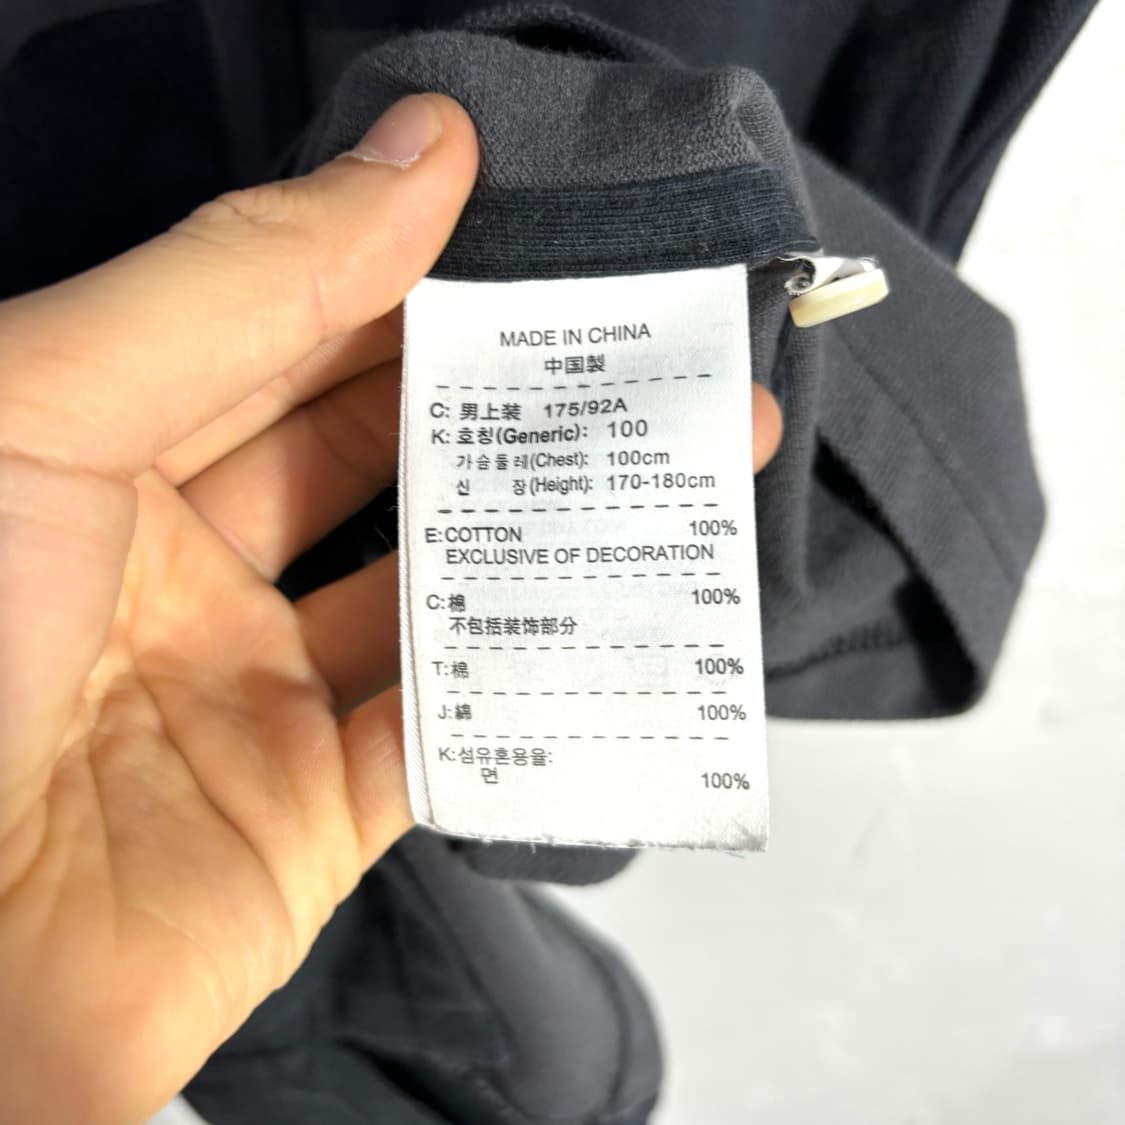 MADE IN CHINA
中国製
C: 男上装 175/92A
K: 호칭(Generic): 100
가슴둘레(Chest): 100cm
신 장(Height): 170-180cm
E:COTTON 100%
EXCLUSIVE OF DECORATION
C:棉 100%
不包括装饰部分
T:棉 100%
J:綿 100%
K:섬유혼용율:
면 100%